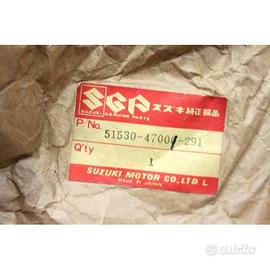 SGP スズキ純正部品
SUZUKI GENUINE PARTS
P/No. 51530-47001-291
Q'ty 1
SUZUKI MOTOR CO.,LTD.
MADE IN JAPAN
subito